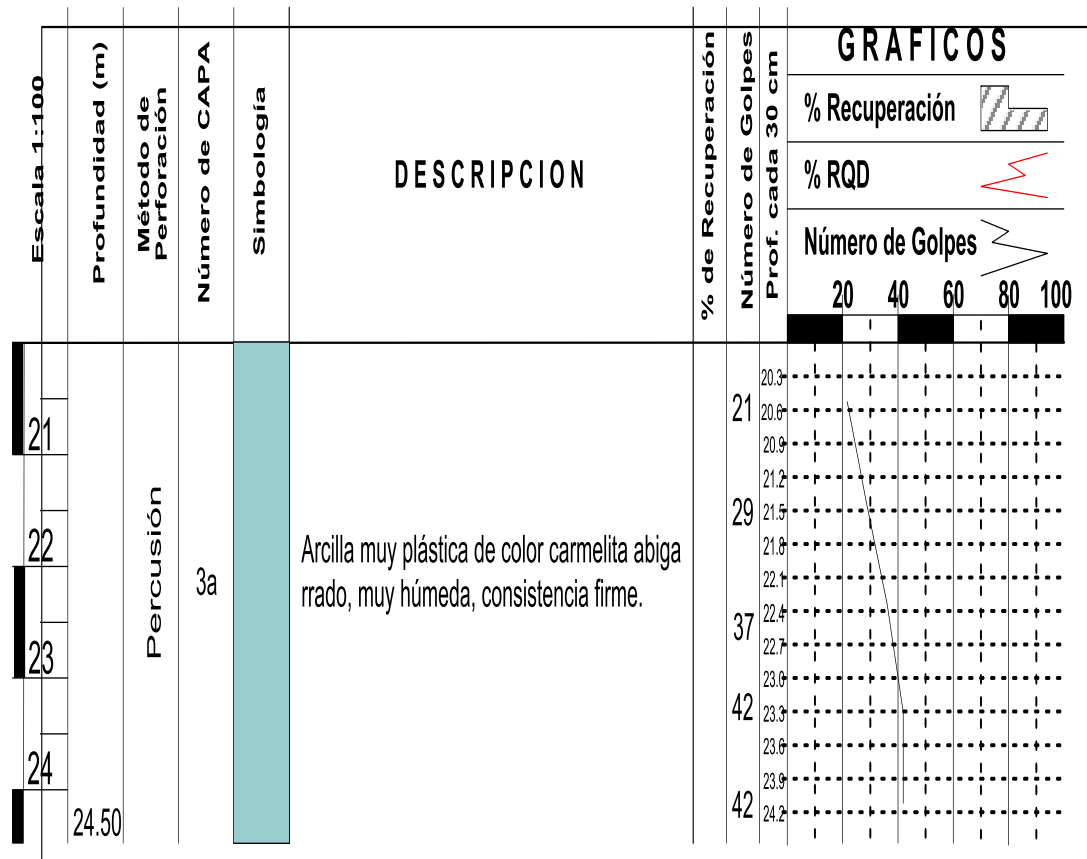 Escala 1:100
Profundidad (m)
Método de
Perforación
Número de CAPA
Simbología
DESCRIPCION
% de Recuperación
Número de Golpes
Prof. cada 30 cm
GRAFICOS
% Recuperación
% RQD
Número de Golpes
20 40 60 80 100
21
22
23
24
24.50
Percusión
3a
Arcilla muy plástica de color carmelita abiga
rrado, muy húmeda, consistencia firme.
21
29
37
42
42
20.3
20.6
20.9
21.2
21.5
21.8
22.1
22.4
22.7
23.0
23.3
23.6
23.9
24.2